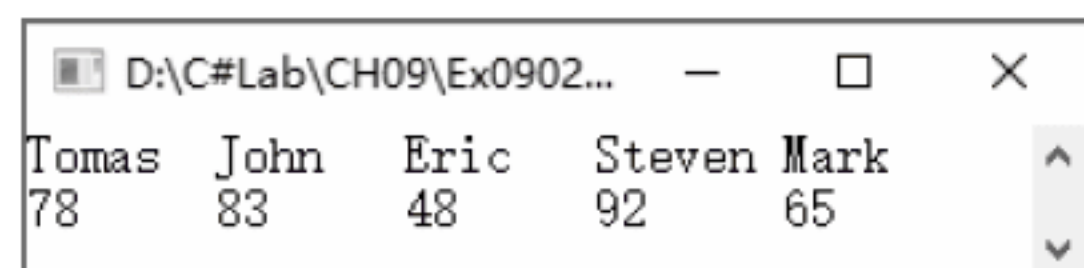 D:\C#Lab\CH09\Ex0902...
Tomas John Eric Steven Mark
78 83 48 92 65